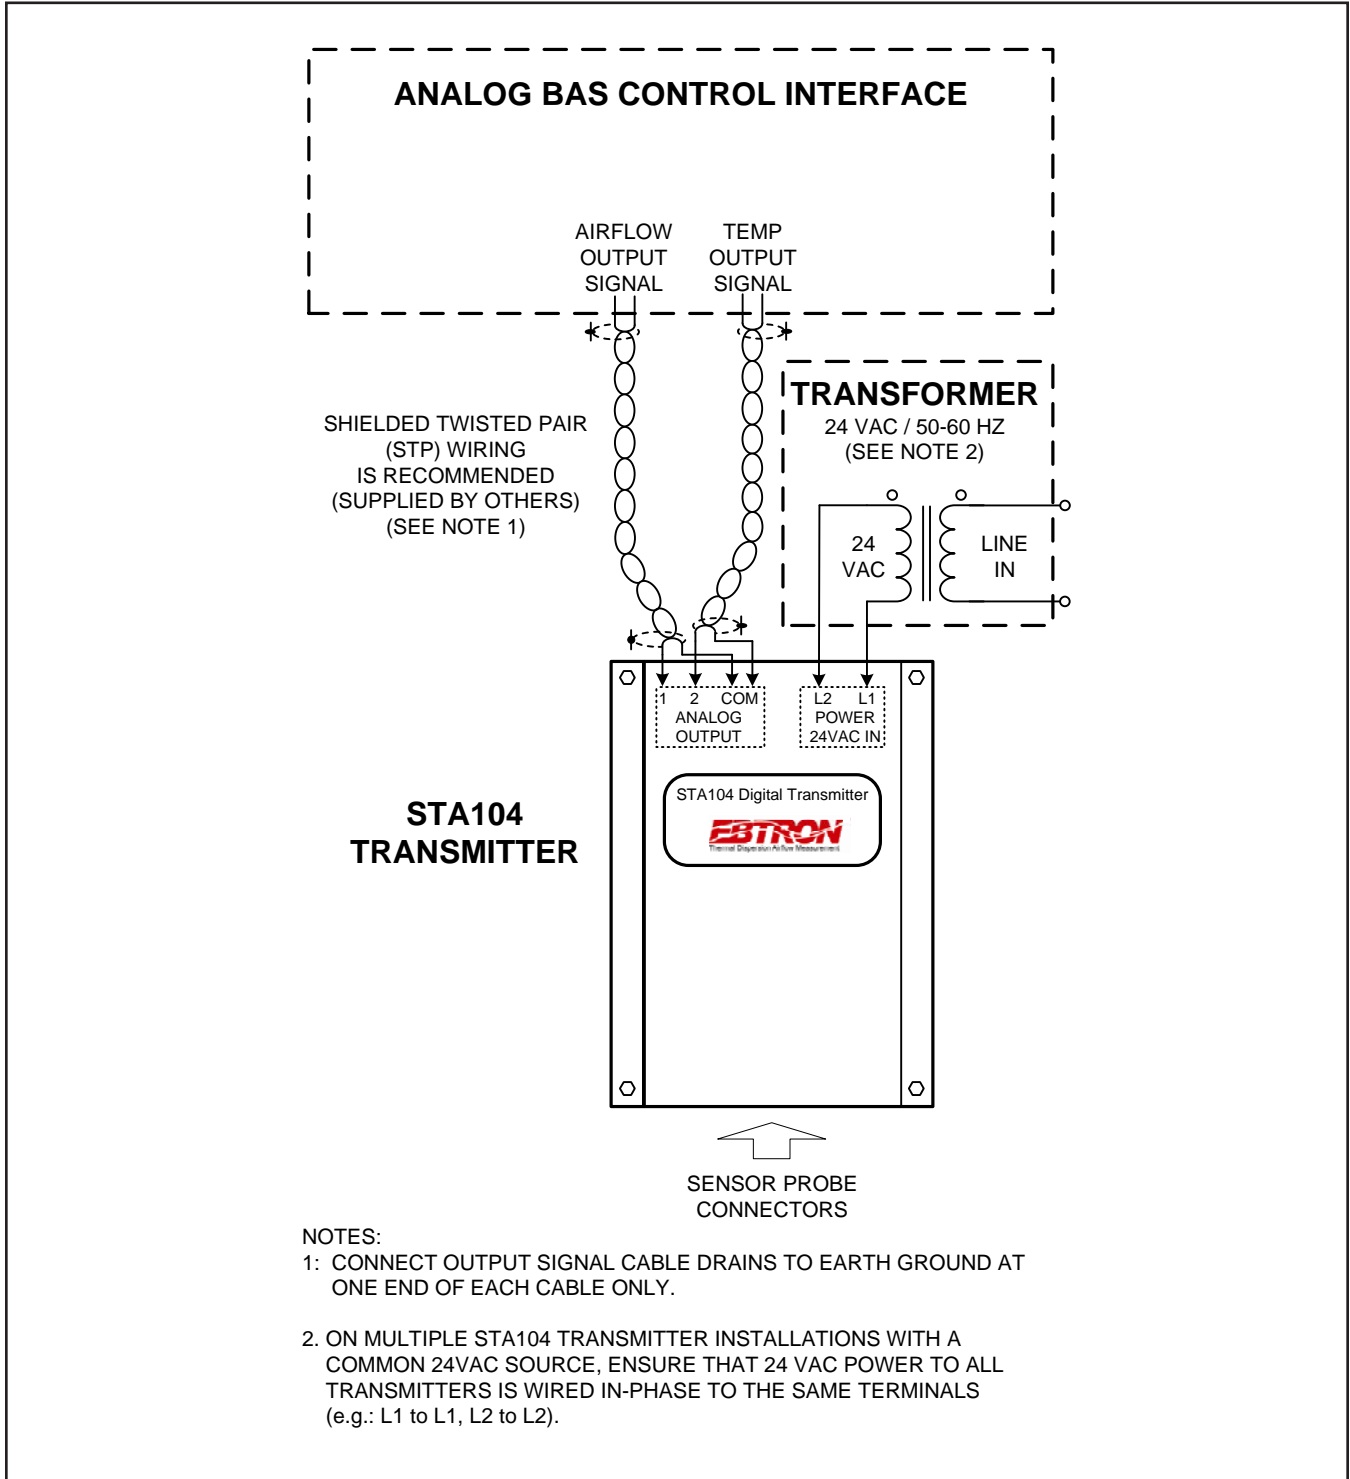 ANALOG BAS CONTROL INTERFACE
AIRFLOW
OUTPUT
SIGNAL
TEMP
OUTPUT
SIGNAL
TRANSFORMER
24 VAC / 50-60 HZ
(SEE NOTE 2)
SHIELDED TWISTED PAIR
(STP) WIRING
IS RECOMMENDED
(SUPPLIED BY OTHERS)
(SEE NOTE 1)
24
VAC
LINE
IN
1 2 COM
ANALOG
OUTPUT
L2 L1
POWER
24VAC IN
STA104 Digital Transmitter
EBTRON
Thermal Dispersion Airflow Measurement
STA104
TRANSMITTER
SENSOR PROBE
CONNECTORS
NOTES:
1: CONNECT OUTPUT SIGNAL CABLE DRAINS TO EARTH GROUND AT
ONE END OF EACH CABLE ONLY.
2. ON MULTIPLE STA104 TRANSMITTER INSTALLATIONS WITH A
COMMON 24VAC SOURCE, ENSURE THAT 24 VAC POWER TO ALL
TRANSMITTERS IS WIRED IN-PHASE TO THE SAME TERMINALS
(e.g.: L1 to L1, L2 to L2).